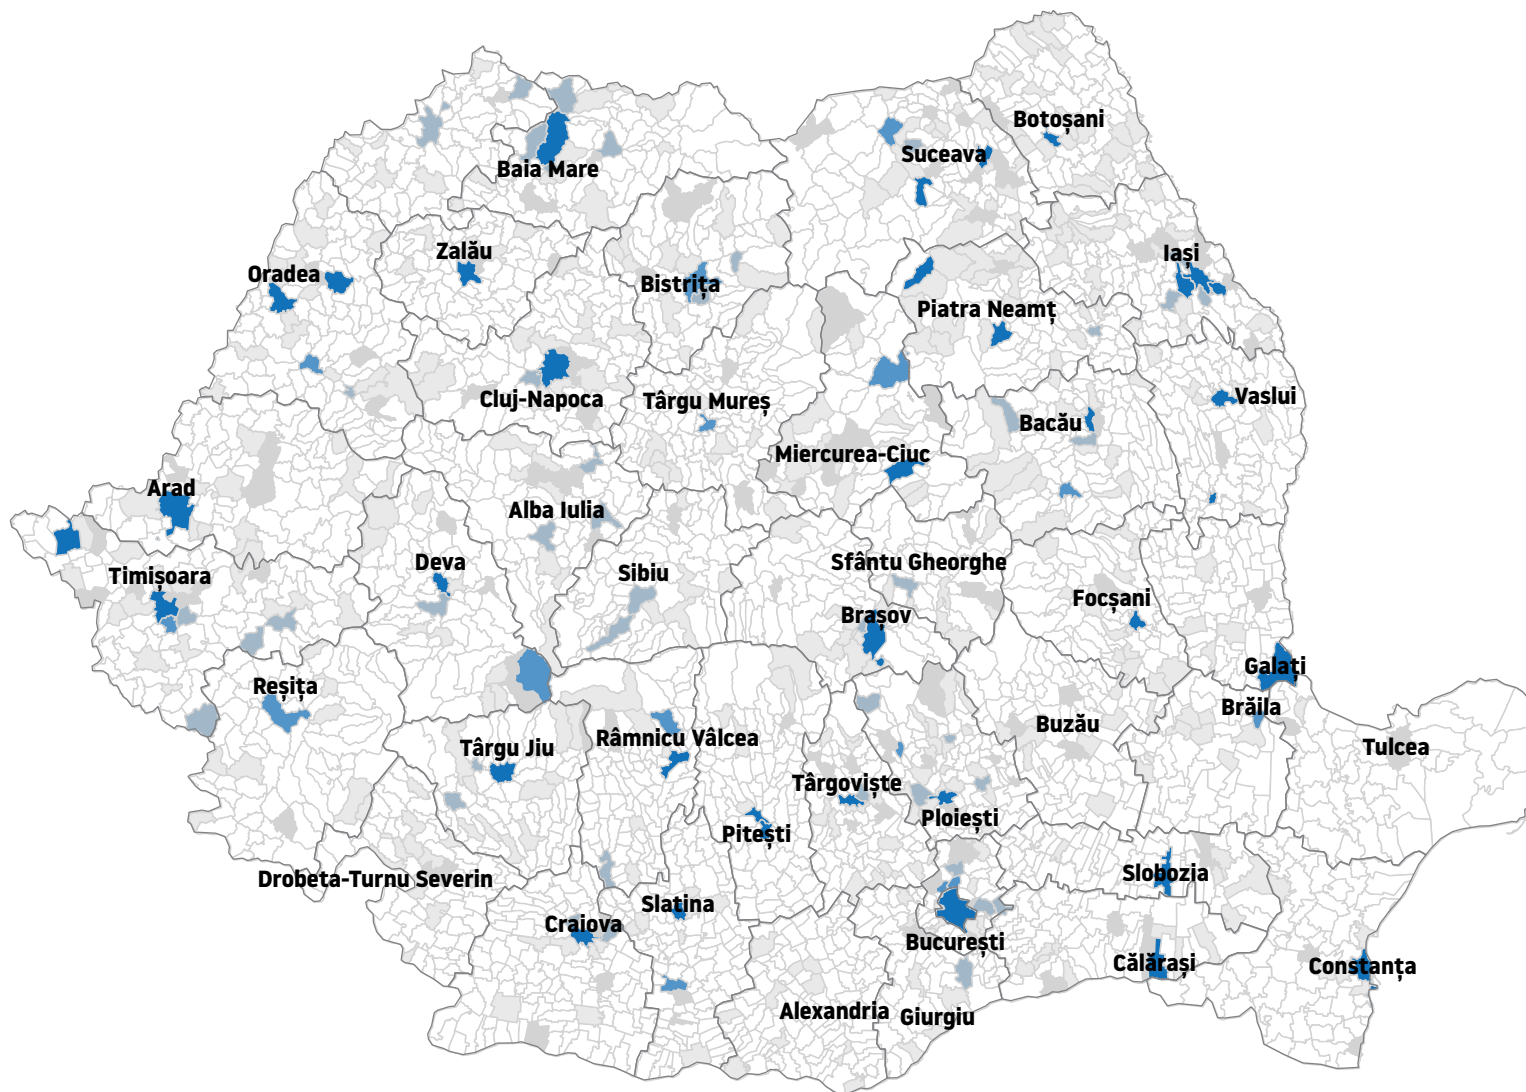 Botoșani
Suceava
Baia Mare
Iași
Zalău
Oradea
Bistrița
Piatra Neamț
Vaslui
Cluj-Napoca
Târgu Mureș
Bacău
Miercurea-Ciuc
Arad
Alba Iulia
Deva
Sfântu Gheorghe
Sibiu
Timișoara
Focșani
Brașov
Galați
Reșița
Brăila
Buzău
Râmnicu Vâlcea
Târgu Jiu
Tulcea
Târgoviște
Ploiești
Pitești
Slobozia
Drobeta-Turnu Severin
Slatina
Craiova
București
Călărași
Constanța
Alexandria
Giurgiu